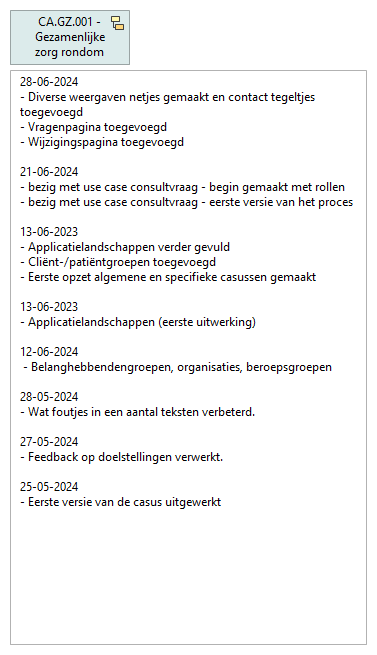 CA.GZ.001 -
Gezamenlijke
zorg rondom
28-06-2024
- Diverse weergaven netjes gemaakt en contact tegeltjes
toegevoegd
- Vragenpagina toegevoegd
- Wijzigingspagina toegevoegd
21-06-2024
- bezig met use case consultvraag - begin gemaakt met rollen
- bezig met use case consultvraag - eerste versie van het proces
13-06-2023
- Applicatielandschappen verder gevuld
- Cliënt-/patiëntgroepen toegevoegd
- Eerste opzet algemene en specifieke casussen gemaakt
13-06-2023
- Applicatielandschappen (eerste uitwerking)
12-06-2024
- Belanghebbendengroepen, organisaties, beroepsgroepen
28-05-2024
- Wat foutjes in een aantal teksten verbeterd.
27-05-2024
- Feedback op doelstellingen verwerkt.
25-05-2024
- Eerste versie van de casus uitgewerkt